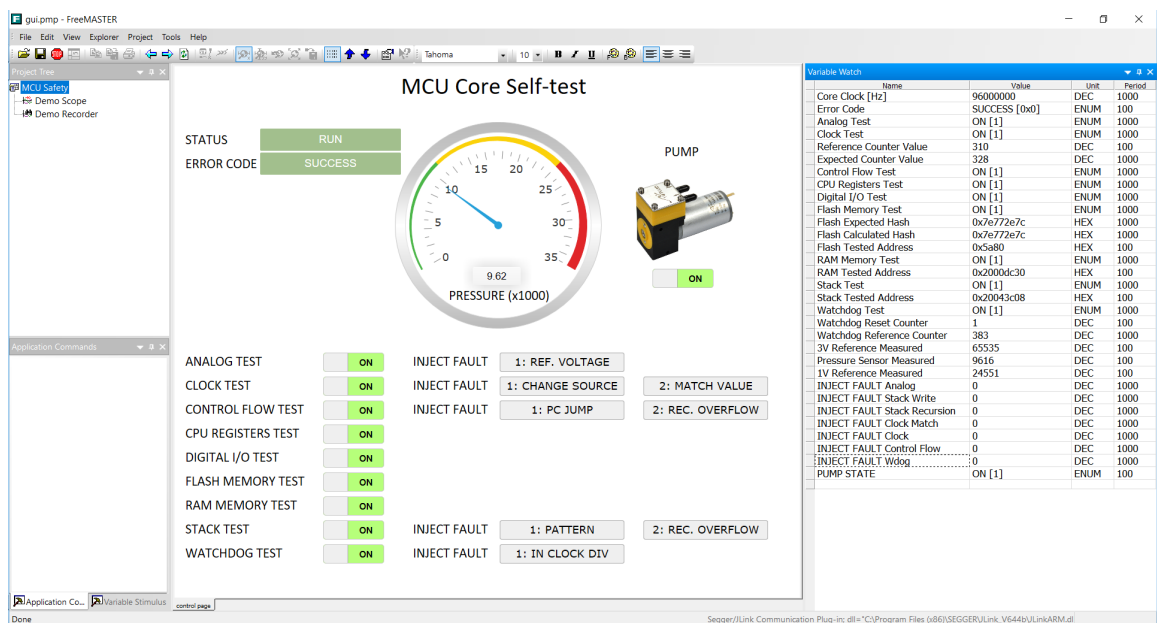 gui.pmp - FreeMASTER
File Edit View Explorer Project Tools Help
Tahoma 10 B I U
Project Tree
MCU Safety
Demo Scope
Demo Recorder
Application Commands
Application Co... Variable Stimulus
MCU Core Self-test
STATUS RUN
ERROR CODE SUCCESS
0 5 10 15 20 25 30 35
9.62
PRESSURE (x1000)
PUMP
ON
ANALOG TEST ON INJECT FAULT 1: REF. VOLTAGE
CLOCK TEST ON INJECT FAULT 1: CHANGE SOURCE 2: MATCH VALUE
CONTROL FLOW TEST ON INJECT FAULT 1: PC JUMP 2: REC. OVERFLOW
CPU REGISTERS TEST ON
DIGITAL I/O TEST ON
FLASH MEMORY TEST ON
RAM MEMORY TEST ON
STACK TEST ON INJECT FAULT 1: PATTERN 2: REC. OVERFLOW
WATCHDOG TEST ON INJECT FAULT 1: IN CLOCK DIV
control page
Variable Watch
Name Value Unit Period
Core Clock [Hz] 96000000 DEC 1000
Error Code SUCCESS [0x0] ENUM 100
Analog Test ON [1] ENUM 1000
Clock Test ON [1] ENUM 1000
Reference Counter Value 310 DEC 100
Expected Counter Value 328 DEC 1000
Control Flow Test ON [1] ENUM 1000
CPU Registers Test ON [1] ENUM 1000
Digital I/O Test ON [1] ENUM 1000
Flash Memory Test ON [1] ENUM 1000
Flash Expected Hash 0x7e772e7c HEX 1000
Flash Calculated Hash 0x7e772e7c HEX 1000
Flash Tested Address 0x5a80 HEX 100
RAM Memory Test ON [1] ENUM 1000
RAM Tested Address 0x2000dc30 HEX 100
Stack Test ON [1] ENUM 1000
Stack Tested Address 0x20043c08 HEX 100
Watchdog Test ON [1] ENUM 1000
Watchdog Reset Counter 1 DEC 100
Watchdog Reference Counter 383 DEC 1000
3V Reference Measured 65535 DEC 100
Pressure Sensor Measured 9616 DEC 100
1V Reference Measured 24551 DEC 100
INJECT FAULT Analog 0 DEC 1000
INJECT FAULT Stack Write 0 DEC 1000
INJECT FAULT Stack Recursion 0 DEC 1000
INJECT FAULT Clock Match 0 DEC 1000
INJECT FAULT Clock 0 DEC 1000
INJECT FAULT Control Flow 0 DEC 1000
INJECT FAULT Wdog 0 DEC 1000
PUMP STATE ON [1] ENUM 100
Done
Segger/JLink Communication Plug-in; dll="C:\Program Files (x86)\SEGGER\JLink_V644b\JLinkARM.dl